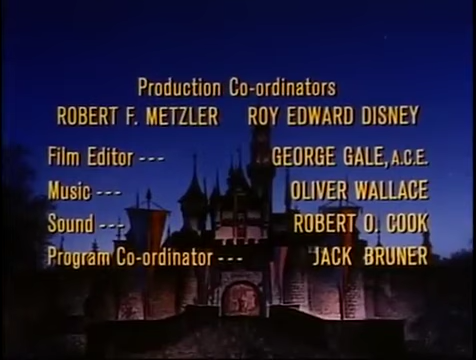 Production Co-ordinators
ROBERT F. METZLER ROY EDWARD DISNEY
Film Editor --- GEORGE GALE, A.C.E.
Music --- OLIVER WALLACE
Sound --- ROBERT O. COOK
Program Co-ordinator --- JACK BRUNER